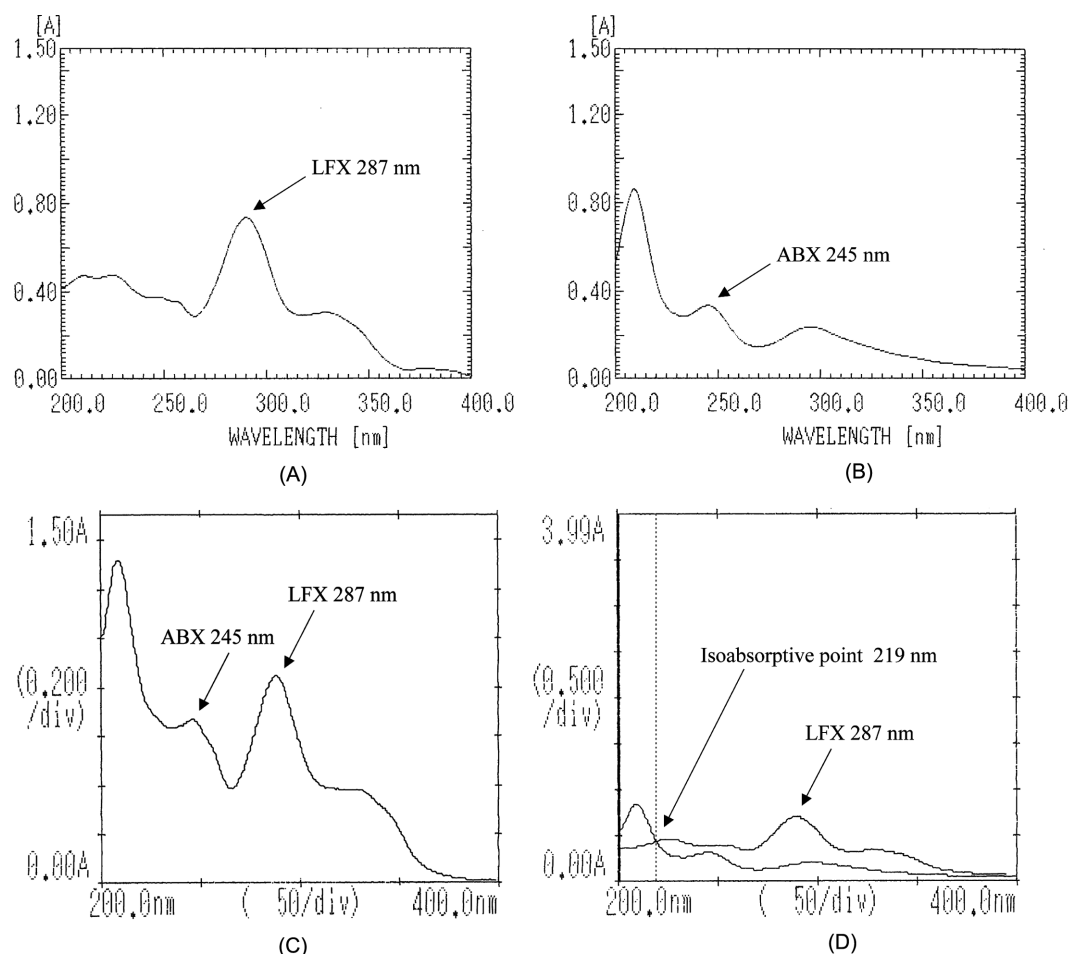 [A]
1.50
1.20
0.80
0.40
0.00
LFX 287 nm
200.0 250.0 300.0 350.0 400.0
WAVELENGTH [nm]
(A)
[A]
1.50
1.20
0.80
0.40
0.00
ABX 245 nm
200.0 250.0 300.0 350.0 400.0
WAVELENGTH [nm]
(B)
1.50A
(0.200
/div)
0.00A
ABX 245 nm
LFX 287 nm
200.0nm ( 50/div) 400.0nm
(C)
3.99A
(0.500
/div)
0.00A
Isoabsorptive point 219 nm
LFX 287 nm
200.0nm ( 50/div) 400.0nm
(D)